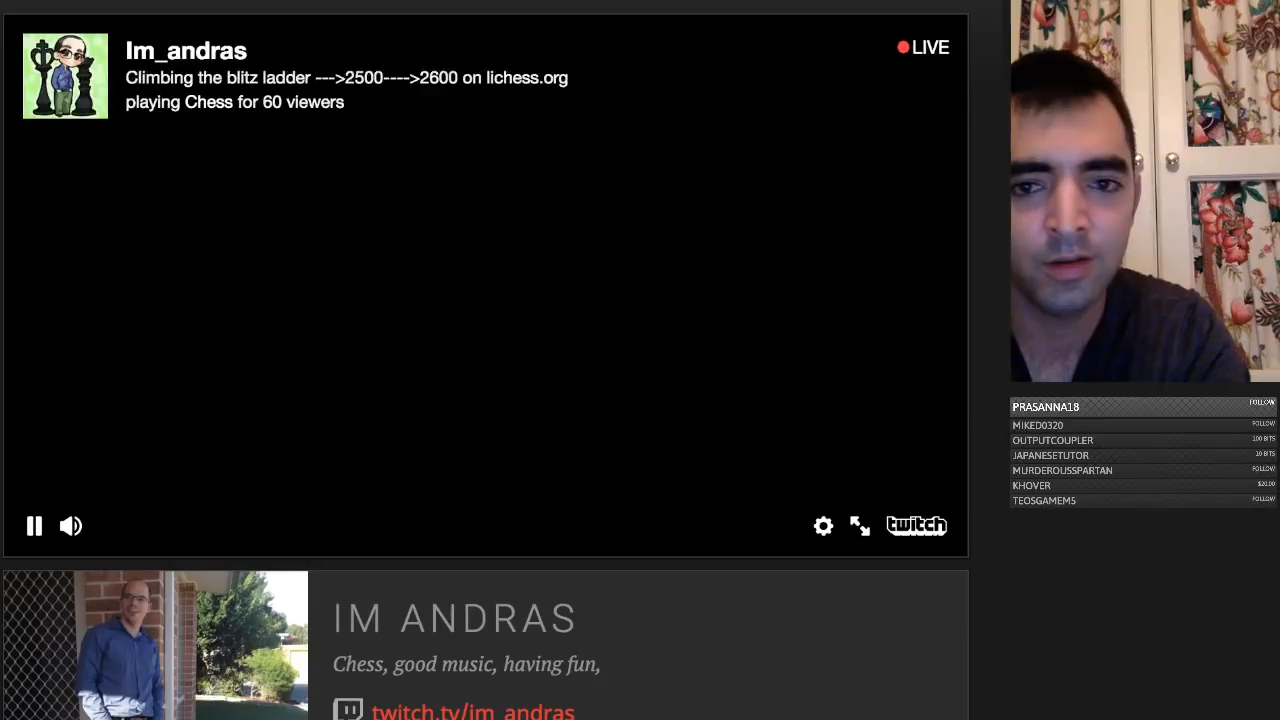 Im_andras
LIVE
Climbing the blitz ladder --->2500---->2600 on lichess.org
playing Chess for 60 viewers
PRASANNA18 FOLLOW
MIKED0320 FOLLOW
OUTPUTCOUPLER 100 BITS
JAPANESETUTOR 10 BITS
MURDEROUSSPARTAN FOLLOW
KHOVER $20.00
TEOSGAMEM5 FOLLOW
twitch
IM ANDRAS
Chess, good music, having fun,
twitch.tv/im_andras